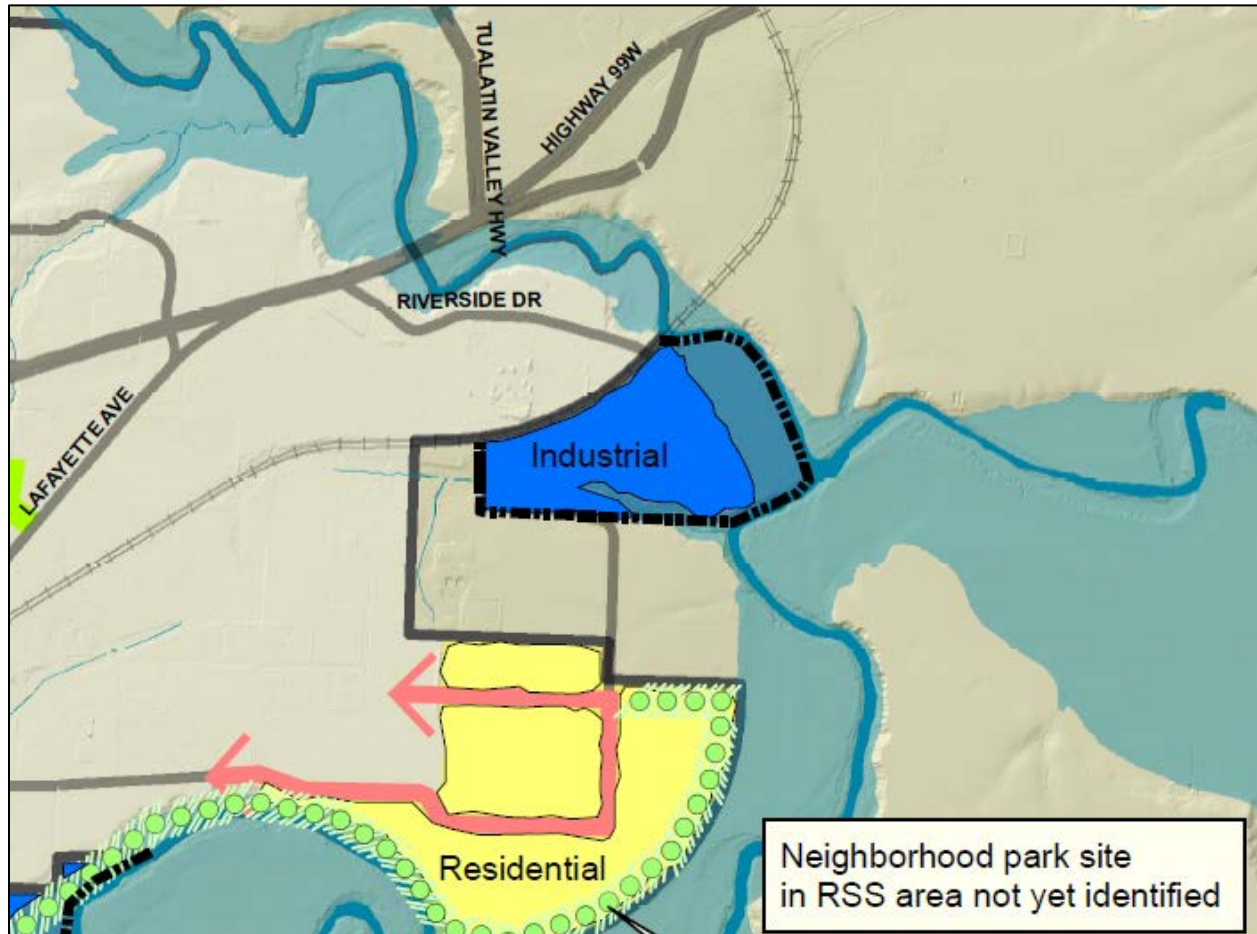 TUALATIN VALLEY HWY
HIGHWAY 99W
RIVERSIDE DR
LAFAYETTE AVE
Industrial
Residential
Neighborhood park site
in RSS area not yet identified